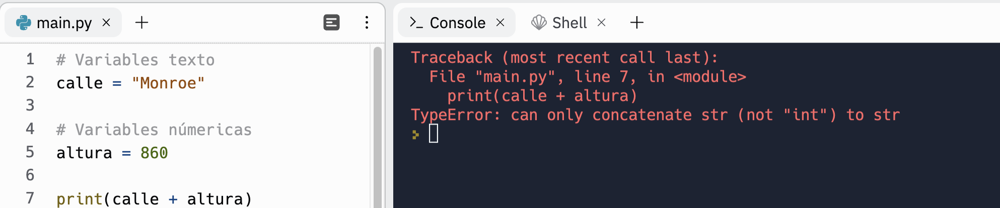 main.py
1 # Variables texto
2 calle = "Monroe"
3
4 # Variables númericas
5 altura = 860
6
7 print(calle + altura)
Console
Shell
Traceback (most recent call last):
  File "main.py", line 7, in <module>
    print(calle + altura)
TypeError: can only concatenate str (not "int") to str